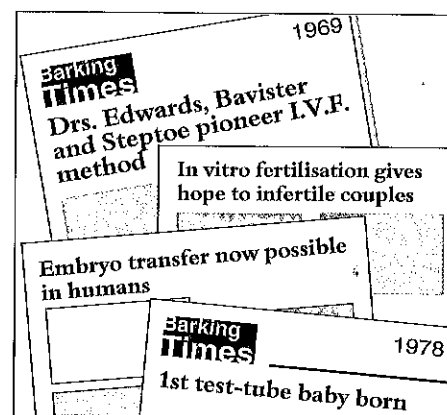 1969
Barking
Times
Drs. Edwards, Bavister
and Steptoe pioneer I.V.F.
method
In vitro fertilisation gives
hope to infertile couples
Embryo transfer now possible
in humans
Barking
Times
1978
1st test-tube baby born